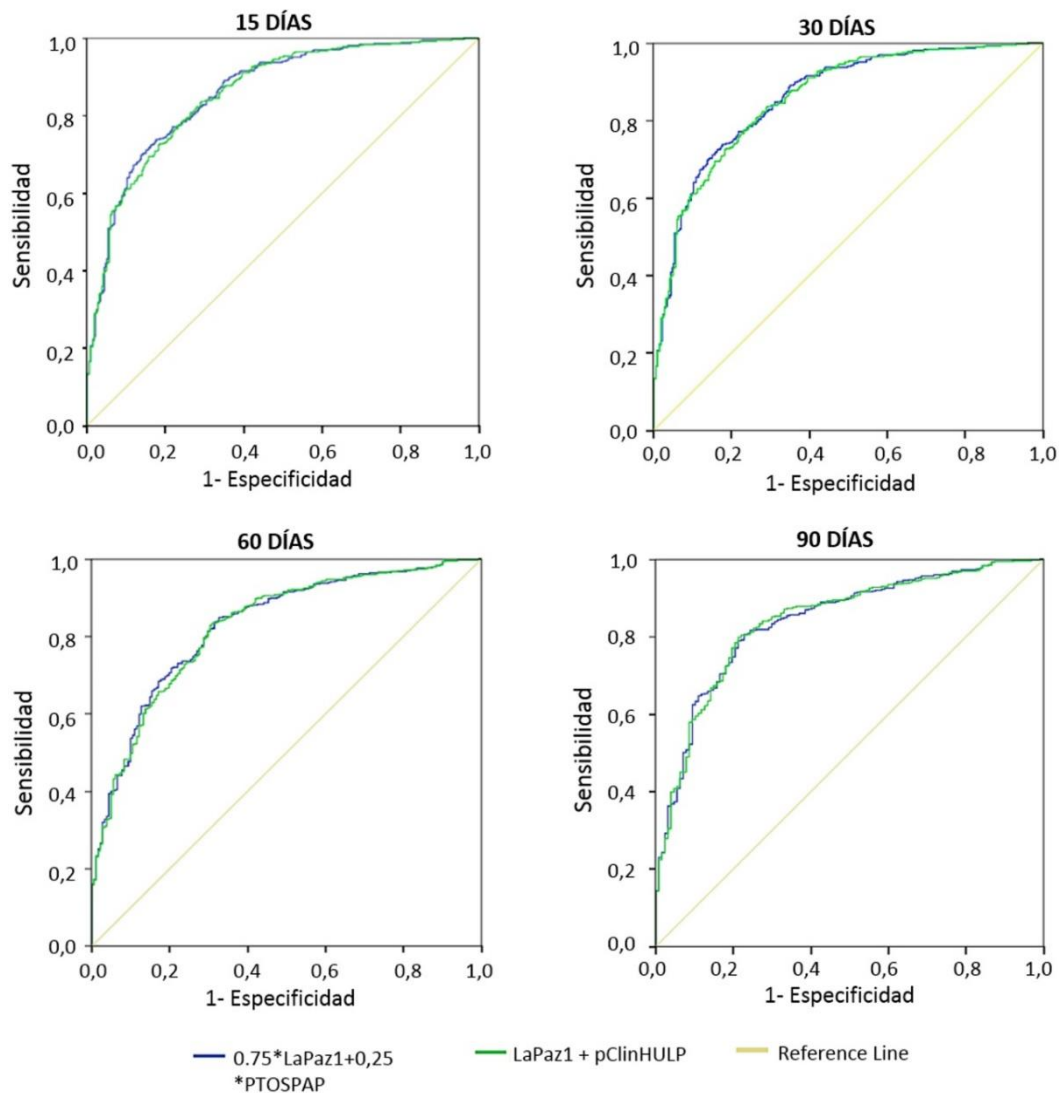 15 DÍAS
1,0
0,8
0,6
0,4
0,2
0,0
Sensibilidad
0,0 0,2 0,4 0,6 0,8 1,0
1- Especificidad
30 DÍAS
1,0
0,8
0,6
0,4
0,2
0,0
Sensibilidad
0,0 0,2 0,4 0,6 0,8 1,0
1- Especificidad
60 DÍAS
1,0
0,8
0,6
0,4
0,2
0,0
Sensibilidad
0,0 0,2 0,4 0,6 0,8 1,0
1- Especificidad
90 DÍAS
1,0
0,8
0,6
0,4
0,2
0,0
Sensibilidad
0,0 0,2 0,4 0,6 0,8 1,0
1- Especificidad
0.75*LaPaz1+0,25
*PTOSPAP
LaPaz1 + pClinHULP
Reference Line